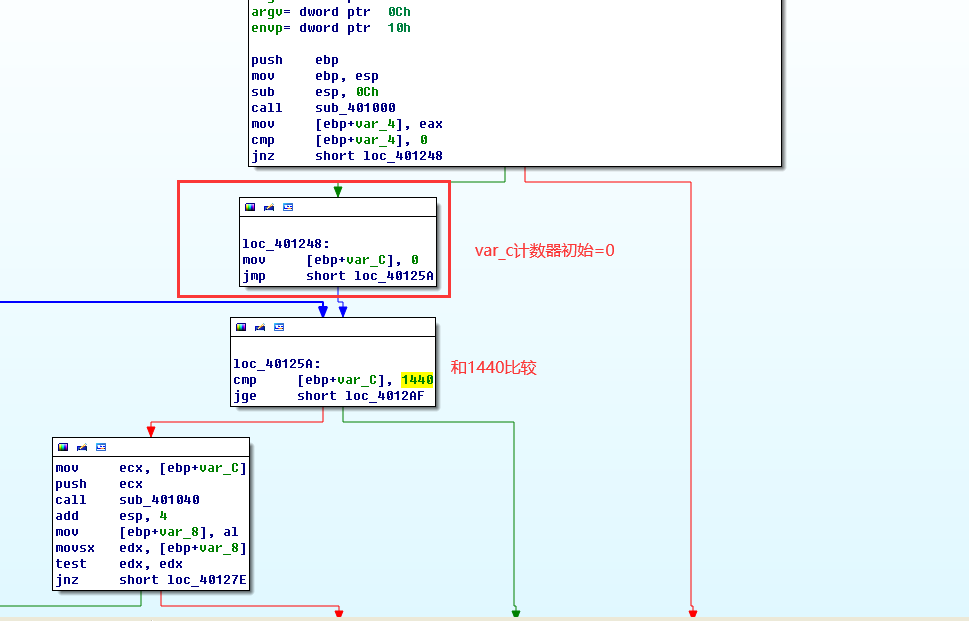 argv= dword ptr  0Ch
envp= dword ptr  10h
push    ebp
mov     ebp, esp
sub     esp, 0Ch
call    sub_401000
mov     [ebp+var_4], eax
cmp     [ebp+var_4], 0
jnz     short loc_401248
loc_401248:
mov     [ebp+var_C], 0
jmp     short loc_40125A
var_c计数器初始=0
loc_40125A:
cmp     [ebp+var_C], 1440
jge     short loc_4012AF
和1440比较
mov     ecx, [ebp+var_C]
push    ecx
call    sub_401040
add     esp, 4
mov     [ebp+var_8], al
movsx   edx, [ebp+var_8]
test    edx, edx
jnz     short loc_40127E